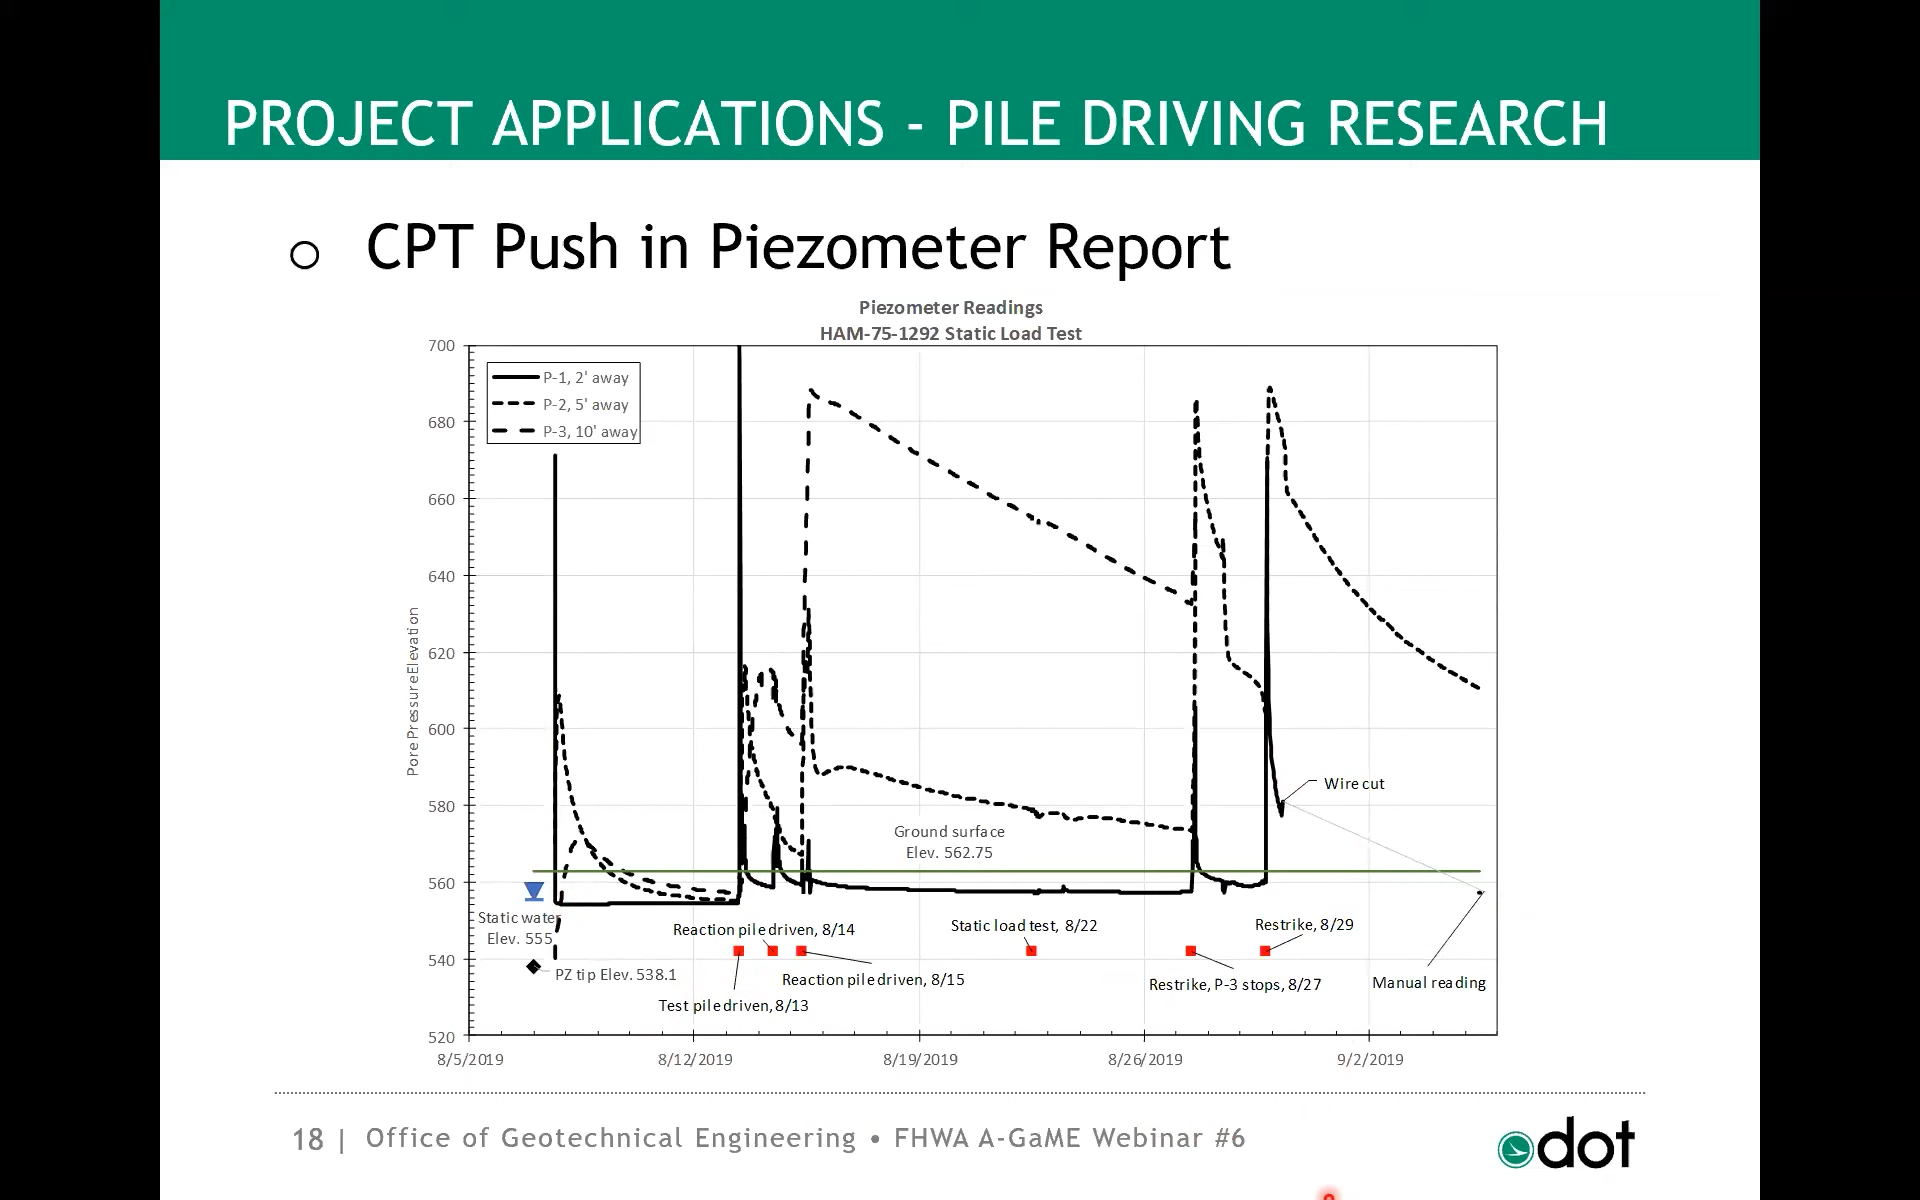 PROJECT APPLICATIONS - PILE DRIVING RESEARCH
CPT Push in Piezometer Report
Piezometer Readings
HAM-75-1292 Static Load Test
Pore Pressure Elevation
700
680
660
640
620
600
580
560
540
520
P-1, 2' away
P-2, 5' away
P-3, 10' away
Wire cut
Ground surface
Elev. 562.75
Static water
Elev. 555
PZ tip Elev. 538.1
Reaction pile driven, 8/14
Reaction pile driven, 8/15
Test pile driven, 8/13
Static load test, 8/22
Restrike, 8/29
Restrike, P-3 stops, 8/27
Manual reading
8/5/2019
8/12/2019
8/19/2019
8/26/2019
9/2/2019
18 | Office of Geotechnical Engineering • FHWA A-GaME Webinar #6
dot